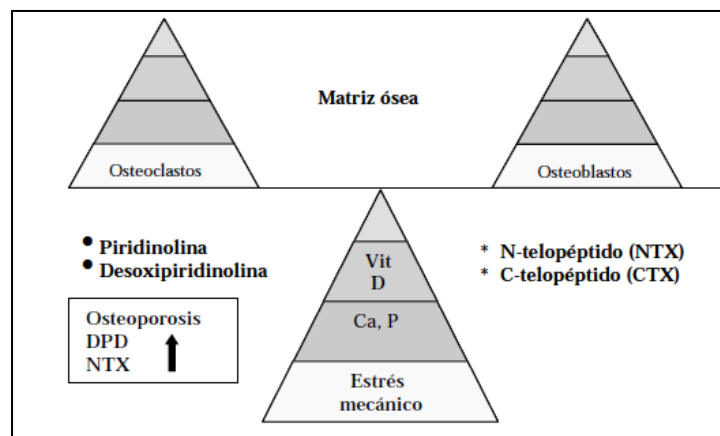 Matriz ósea
Osteoclastos
Osteoblastos
• Piridinolina
• Desoxipiridinolina
Vit
D
Ca, P
Estrés
mecánico
* N-telopéptido (NTX)
* C-telopéptido (CTX)
Osteoporosis
DPD
NTX